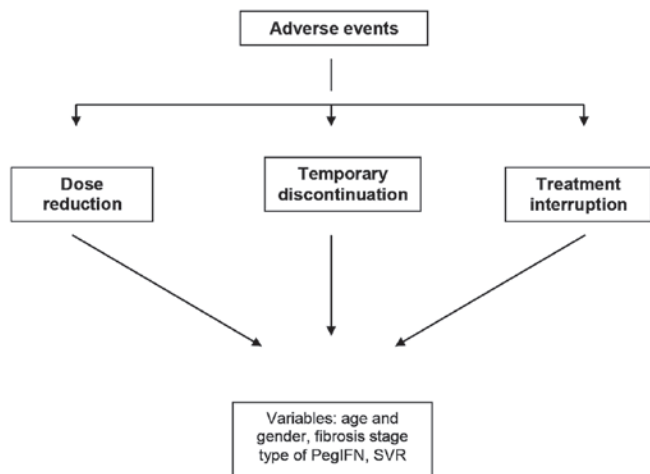 Adverse events
Dose
reduction
Temporary
discontinuation
Treatment
interruption
Variables: age and
gender, fibrosis stage
type of PegIFN, SVR